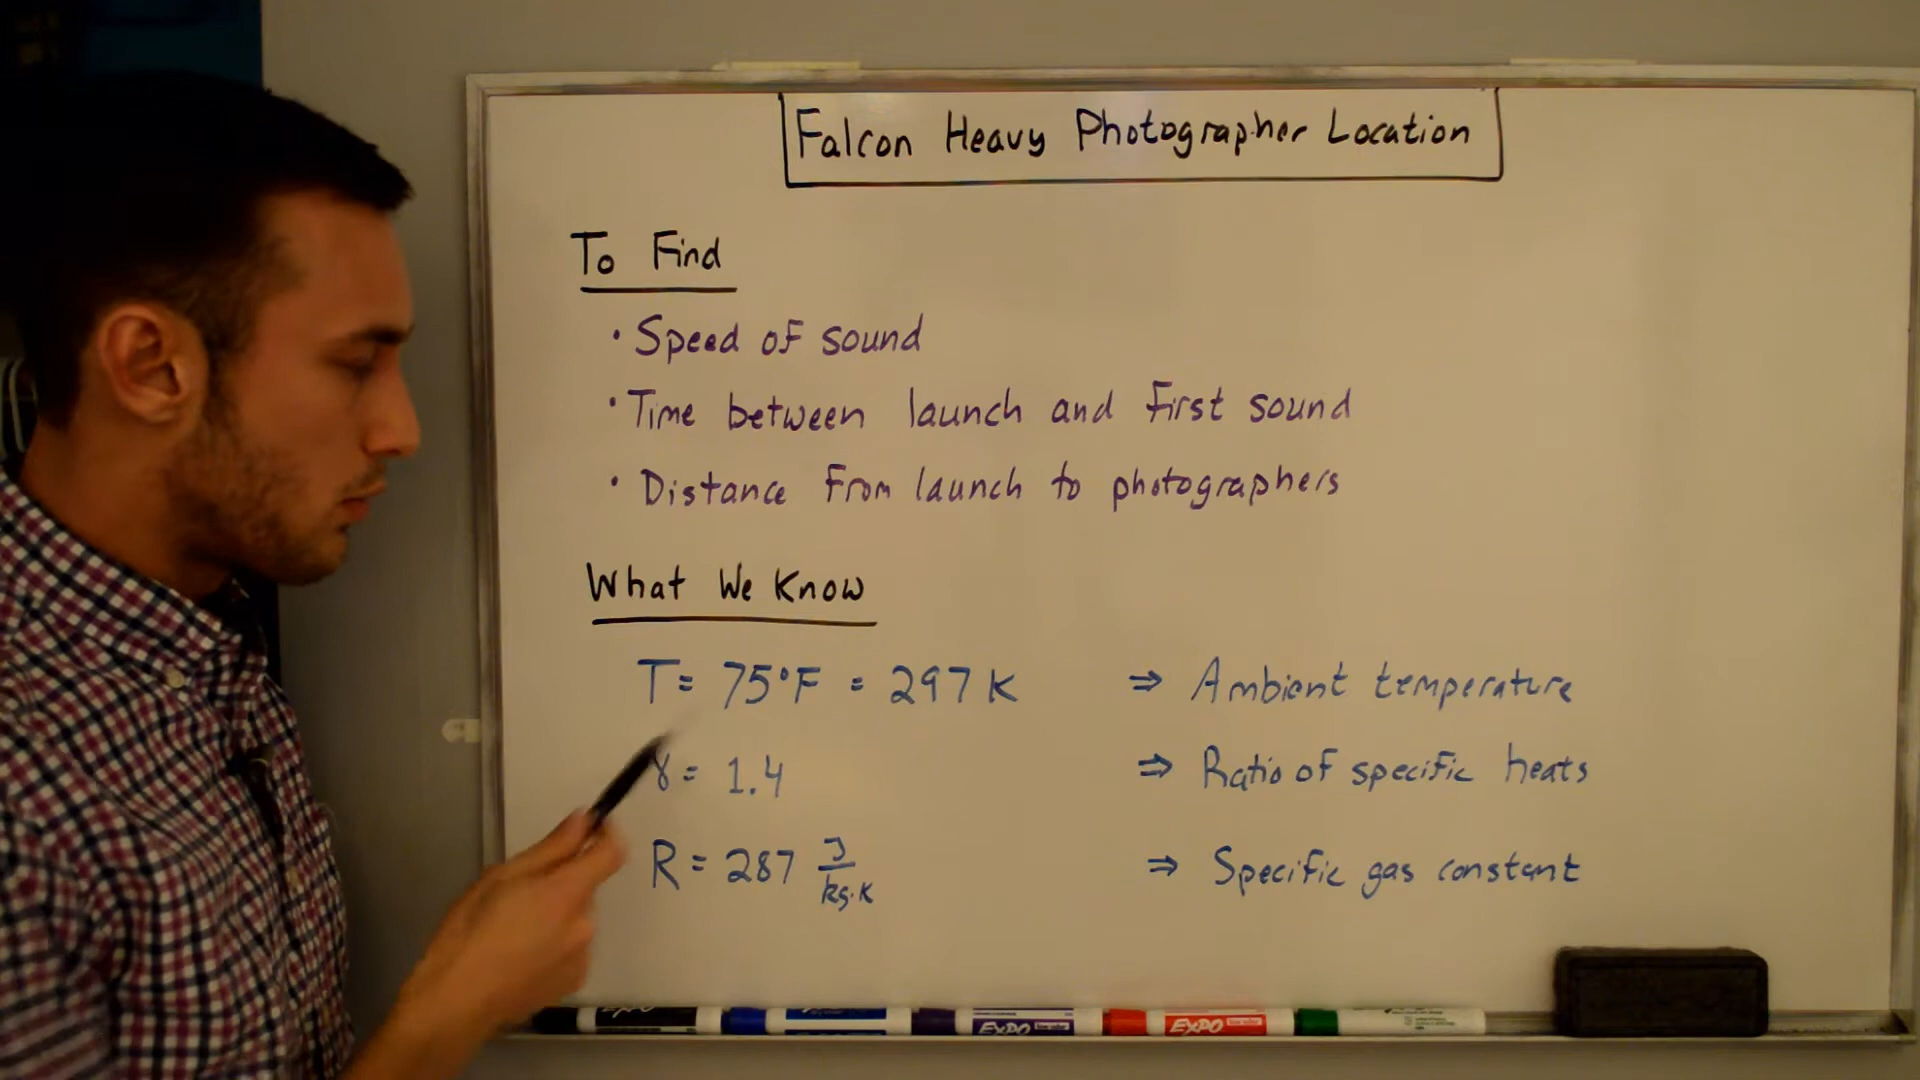 Falcon Heavy Photographer Location
To Find
• Speed of sound
• Time between launch and first sound
• Distance from launch to photographers
What We Know
T = 75°F = 297 K ⇒ Ambient temperature
γ = 1.4 ⇒ Ratio of specific heats
R = 287 J/kg·K ⇒ Specific gas constant
EXPO
EXPO
EXPO